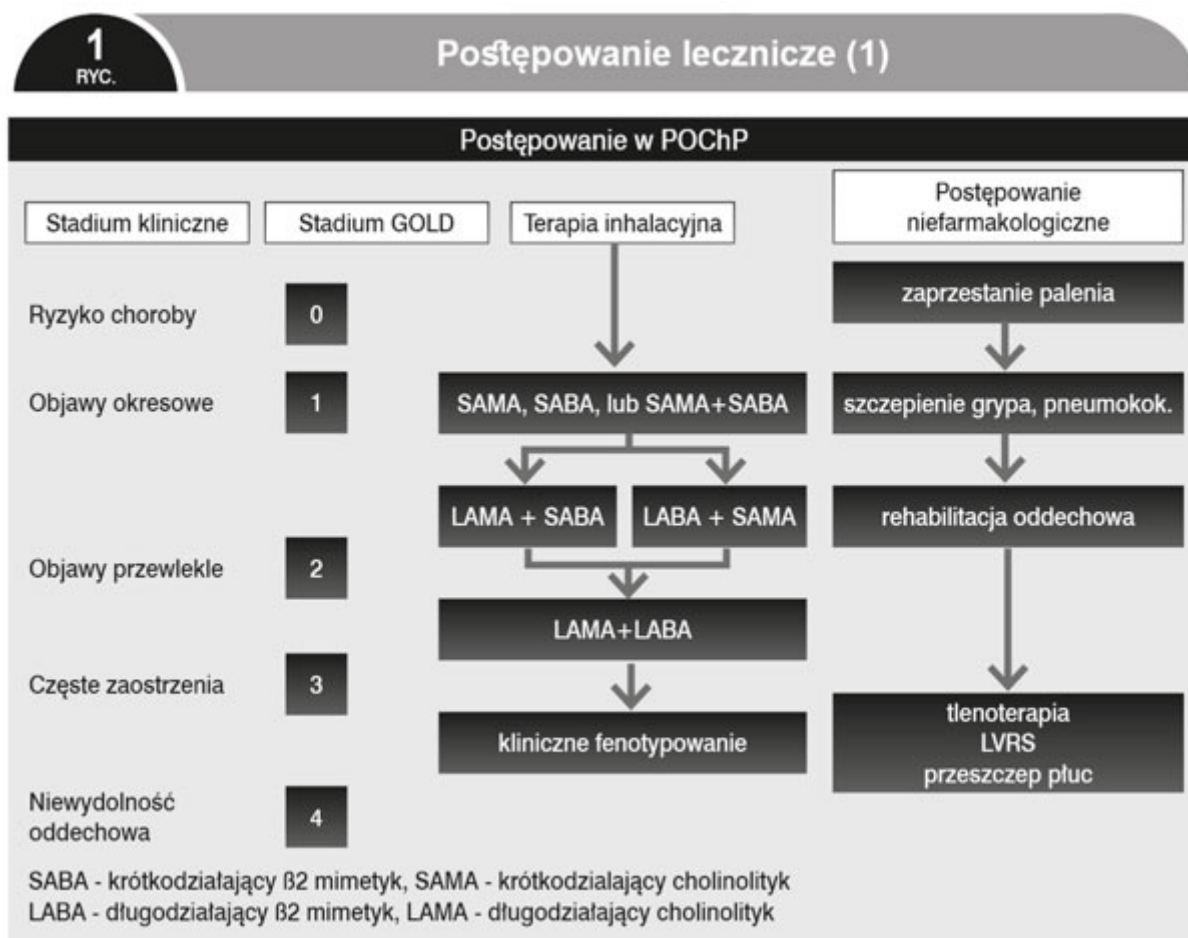 1
RYC.
Postępowanie lecznicze (1)
Postępowanie w POChP
Stadium kliniczne
Stadium GOLD
Terapia inhalacyjna
Postępowanie
niefarmakologiczne
Ryzyko choroby
0
zaprzestanie palenia
Objawy okresowe
1
SAMA, SABA, lub SAMA+SABA
szczepienie grypa, pneumokok.
LAMA + SABA
LABA + SAMA
rehabilitacja oddechowa
Objawy przewlekle
2
LAMA+LABA
Częste zaostrzenia
3
kliniczne fenotypowanie
tlenoterapia
LVRS
przeszczep płuc
Niewydolność
oddechowa
4
SABA - krótkodziałający ß2 mimetyk, SAMA - krótkodzialający cholinolityk
LABA - długodziałający ß2 mimetyk, LAMA - długodziałający cholinolityk